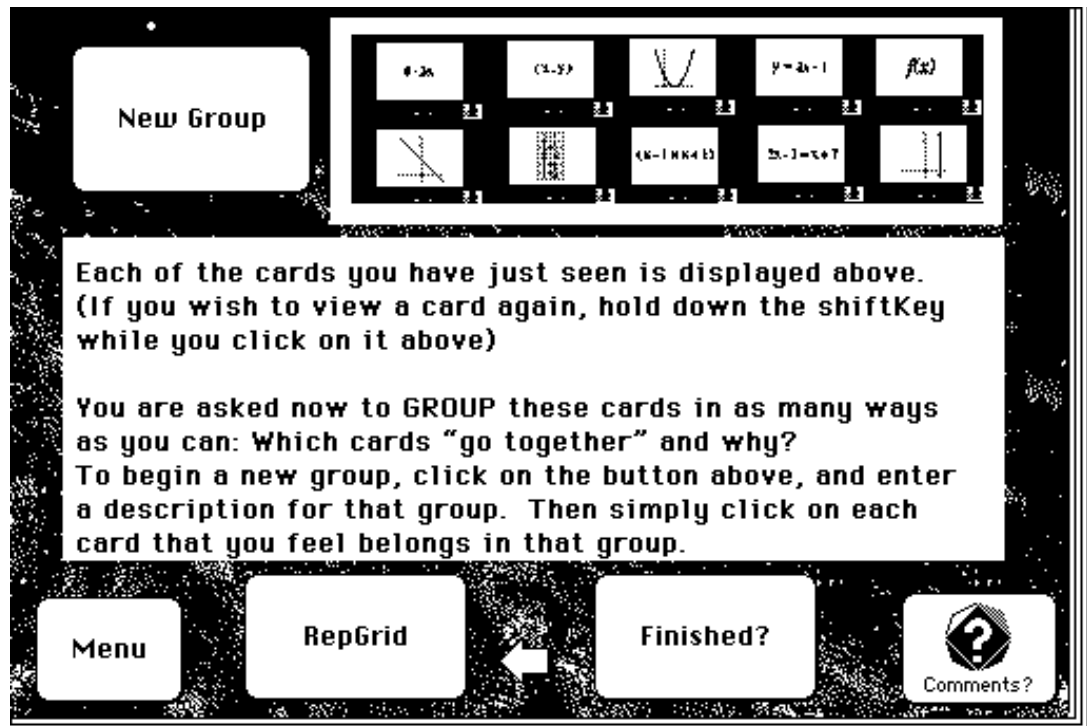 New Group
(x,y)
f(x)
Each of the cards you have just seen is displayed above.
(If you wish to view a card again, hold down the shiftKey
while you click on it above)
You are asked now to GROUP these cards in as many ways
as you can: Which cards “go together” and why?
To begin a new group, click on the button above, and enter
a description for that group.  Then simply click on each
card that you feel belongs in that group.
Menu
RepGrid
Finished?
?
Comments?